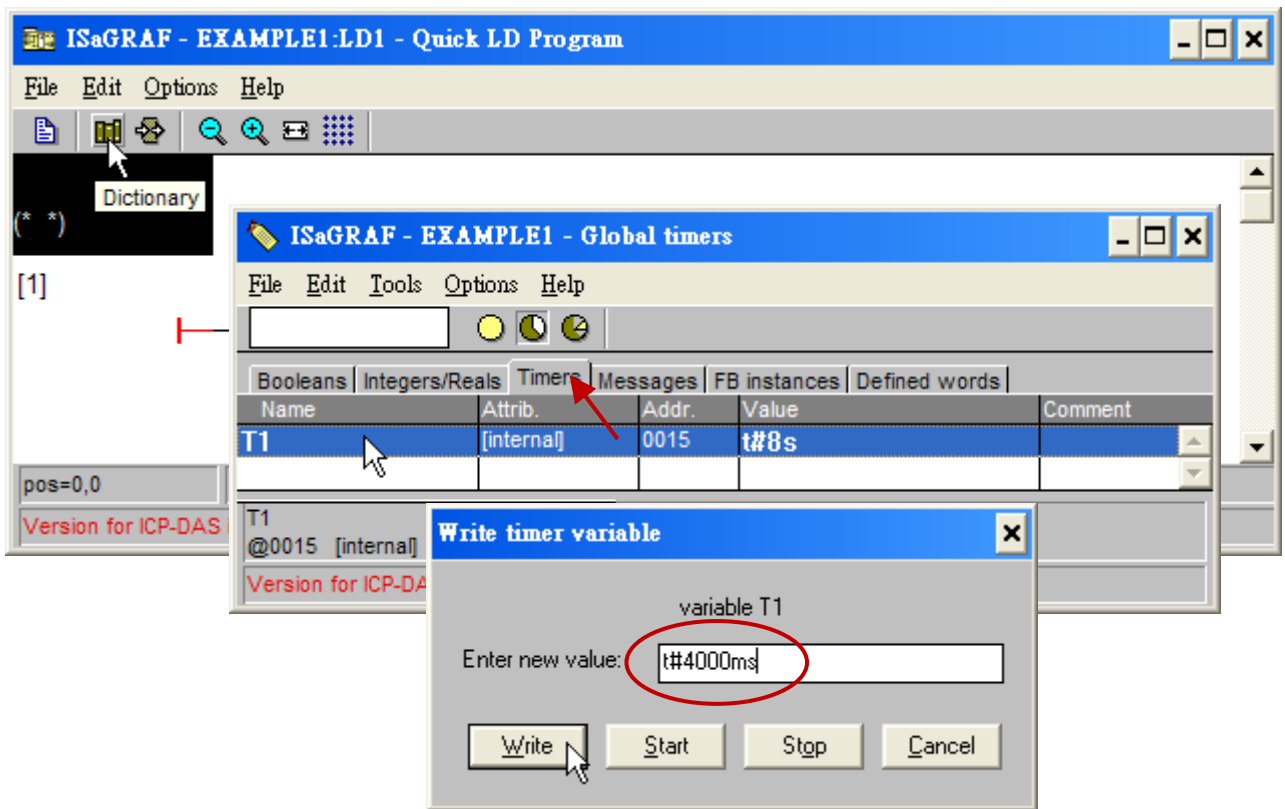 ISaGRAF - EXAMPLE1:LD1 - Quick LD Program
File Edit Options Help
Dictionary
(* *)
[1]
pos=0,0
Version for ICP-DAS
ISaGRAF - EXAMPLE1 - Global timers
File Edit Tools Options Help
Booleans Integers/Reals Timers Messages FB instances Defined words
Name Attrib. Addr. Value Comment
T1 [internal] 0015 t#8s
T1
@0015 [internal]
Version for ICP-DA
Write timer variable
variable T1
Enter new value: t#4000ms
Write Start Stop Cancel